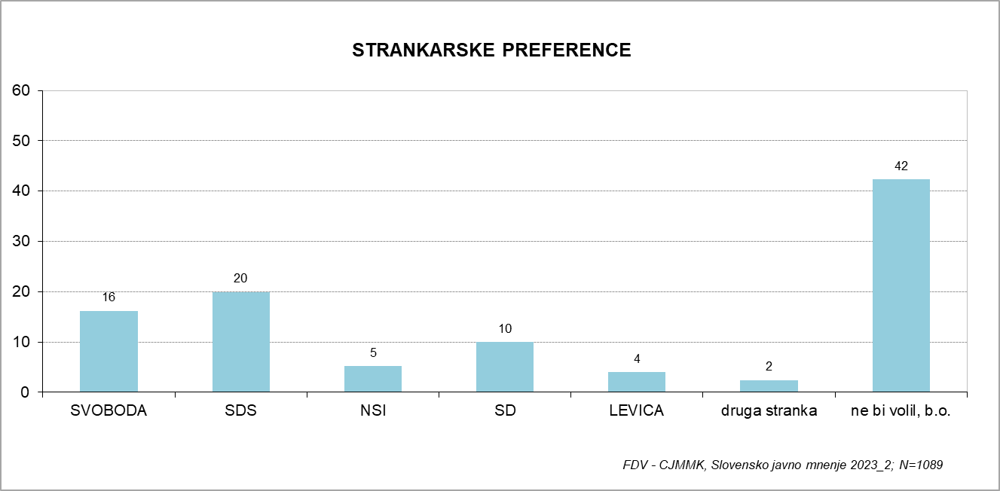 STRANKARSKE PREFERENCE
60
50
40
30
20
10
0
16
20
5
10
4
2
42
SVOBODA
SDS
NSI
SD
LEVICA
druga stranka
ne bi volil, b.o.
FDV - CJMMK, Slovensko javno mnenje 2023_2; N=1089